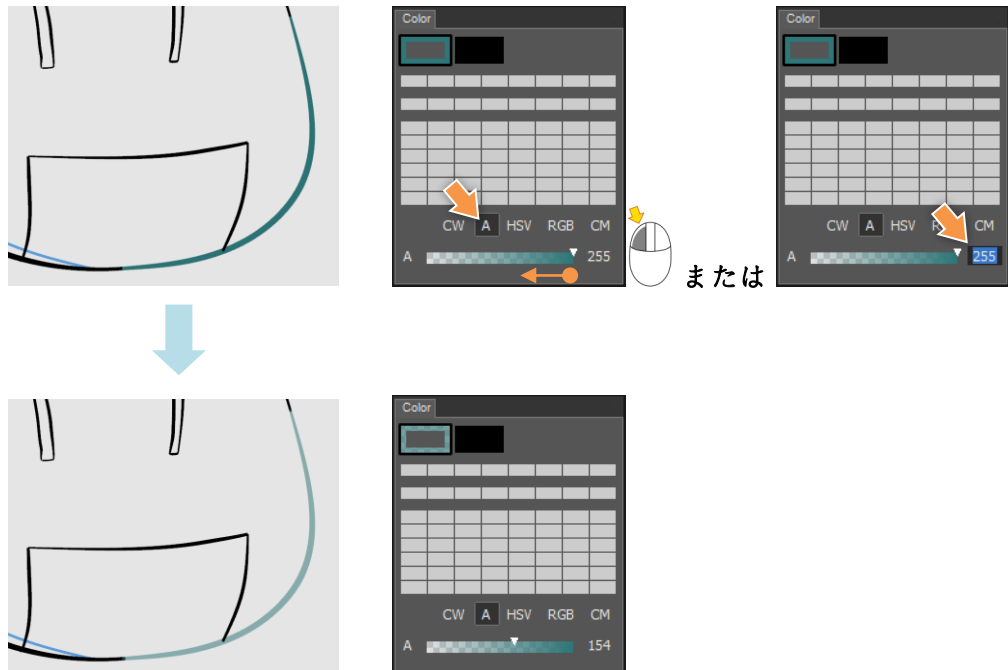 Color
CW A HSV RGB CM
A 255
または
Color
CW A HSV CM
A 255
Color
CW A HSV RGB CM
A 154